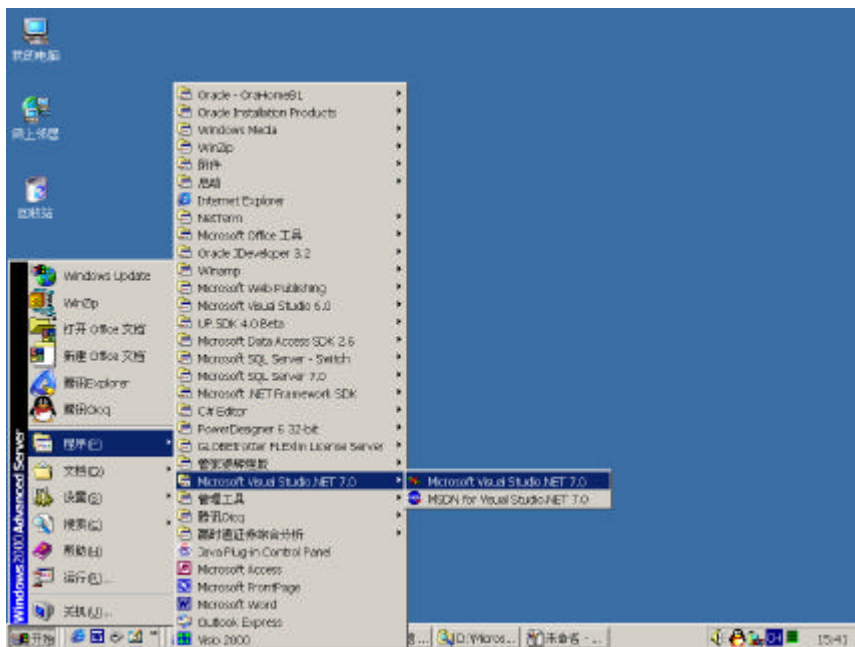 我的电脑
网上邻居
回收站
Oracle - OraHome81
Oracle Installation Products
Windows Media
WinZip
附件
启动
Internet Explorer
NetTerm
Microsoft Office 工具
Oracle JDeveloper 3.2
Winamp
Microsoft Web Publishing
Microsoft Visual Studio 6.0
UP.SDK 4.0 Beta
Microsoft Data Access SDK 2.6
Microsoft SQL Server - Switch
Microsoft SQL Server 7.0
Microsoft .NET Framework SDK
C# Editor
PowerDesigner 6 32-bit
GLOBEtrotter FLEXlm License Server
Microsoft Visual Studio.NET 7.0
管理工具
腾讯Oicq
Java Plug-in Control Panel
Microsoft Access
Microsoft FrontPage
Microsoft Word
Outlook Express
Visio 2000
Microsoft Visual Studio.NET 7.0
MSDN for Visual Studio.NET 7.0
Windows Update
WinZip
打开 Office 文档
新建 Office 文档
腾讯Explorer
腾讯Oicq
程序(P)
文档(D)
设置(S)
搜索(C)
帮助(H)
运行(R)...
关机(U)...
Windows 2000 Advanced Server
开始
D:\Micros...
未命名 - ...
CH
15:41